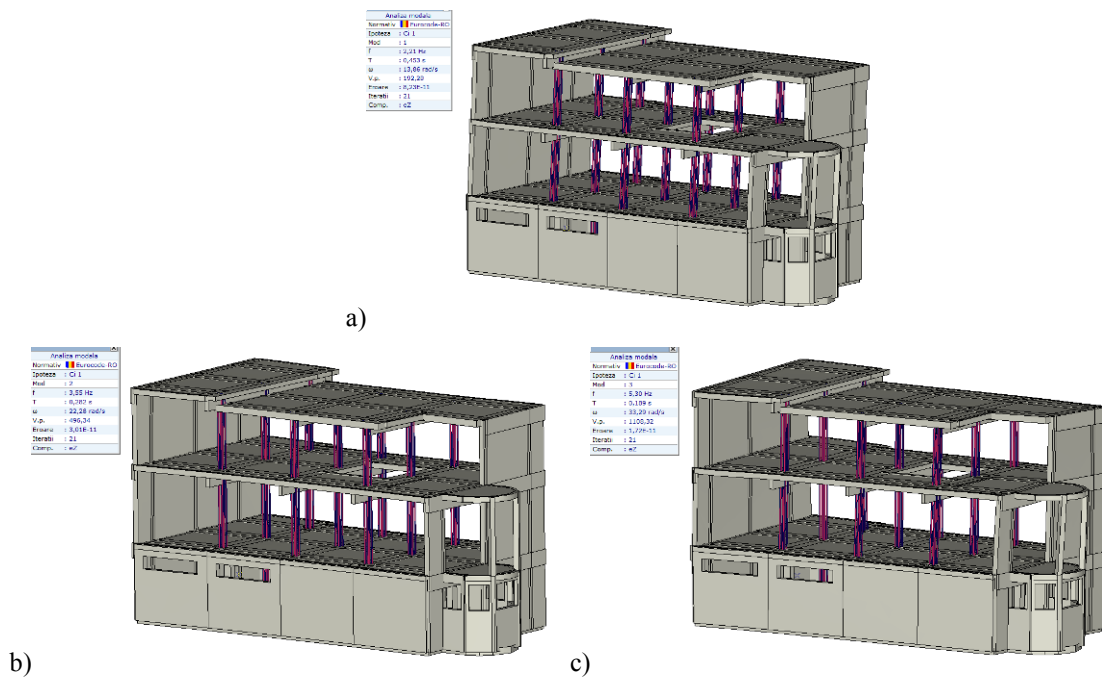 Analiza modala
Normativ Eurocode-RO
Ipoteza : Ci 1
Mod : 1
f : 2,21 Hz
T : 0,453 s
ω : 13,86 rad/s
V.p. : 192,20
Eroare : 8,23E-11
Iteratii : 21
Comp. : eZ
a)
Analiza modala
Normativ Eurocode-RO
Ipoteza : Ci 1
Mod : 2
f : 3,55 Hz
T : 0,282 s
ω : 22,28 rad/s
V.p. : 496,34
Eroare : 3,01E-11
Iteratii : 21
Comp. : eZ
b)
Analiza modala
Normativ Eurocode-RO
Ipoteza : Ci 1
Mod : 3
f : 5,30 Hz
T : 0,189 s
ω : 33,29 rad/s
V.p. : 1108,32
Eroare : 1,72E-11
Iteratii : 21
Comp. : eZ
c)